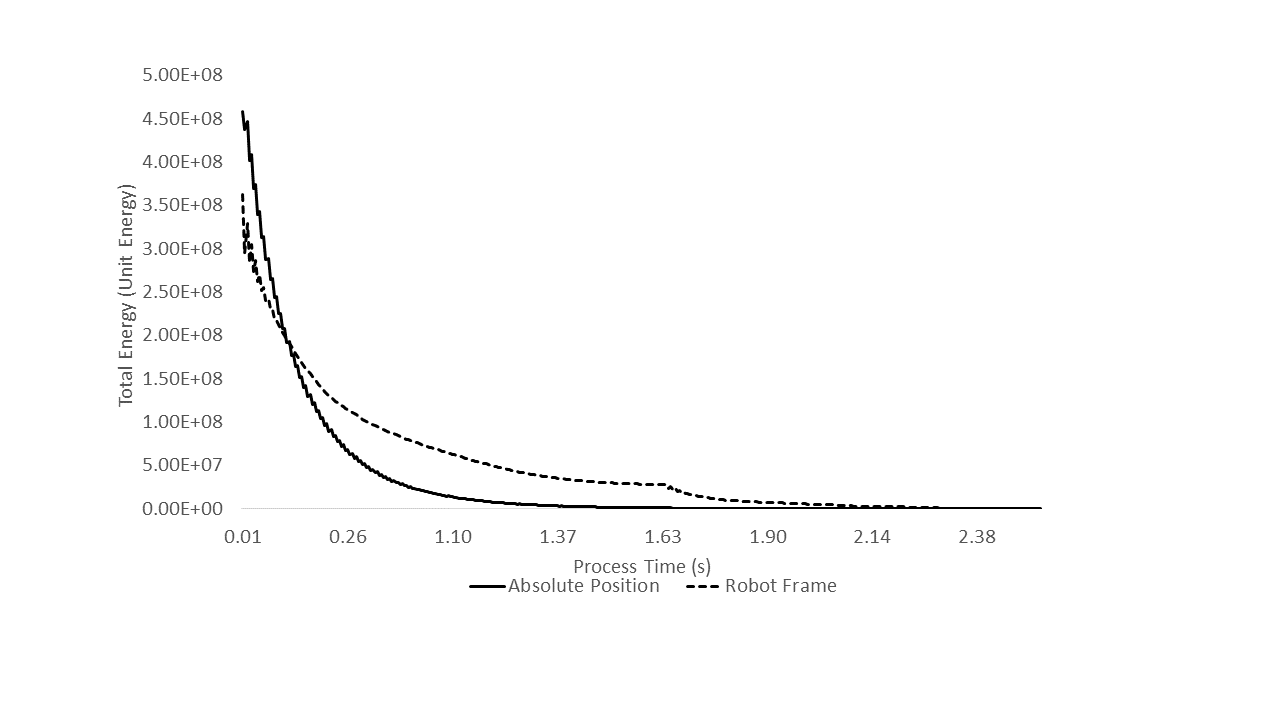 5.00E+08
4.50E+08
4.00E+08
3.50E+08
3.00E+08
2.50E+08
2.00E+08
1.50E+08
1.00E+08
5.00E+07
0.00E+00
Total Energy (Unit Energy)
0.01 0.26 1.10 1.37 1.63 1.90 2.14 2.38
Process Time (s)
Absolute Position Robot Frame